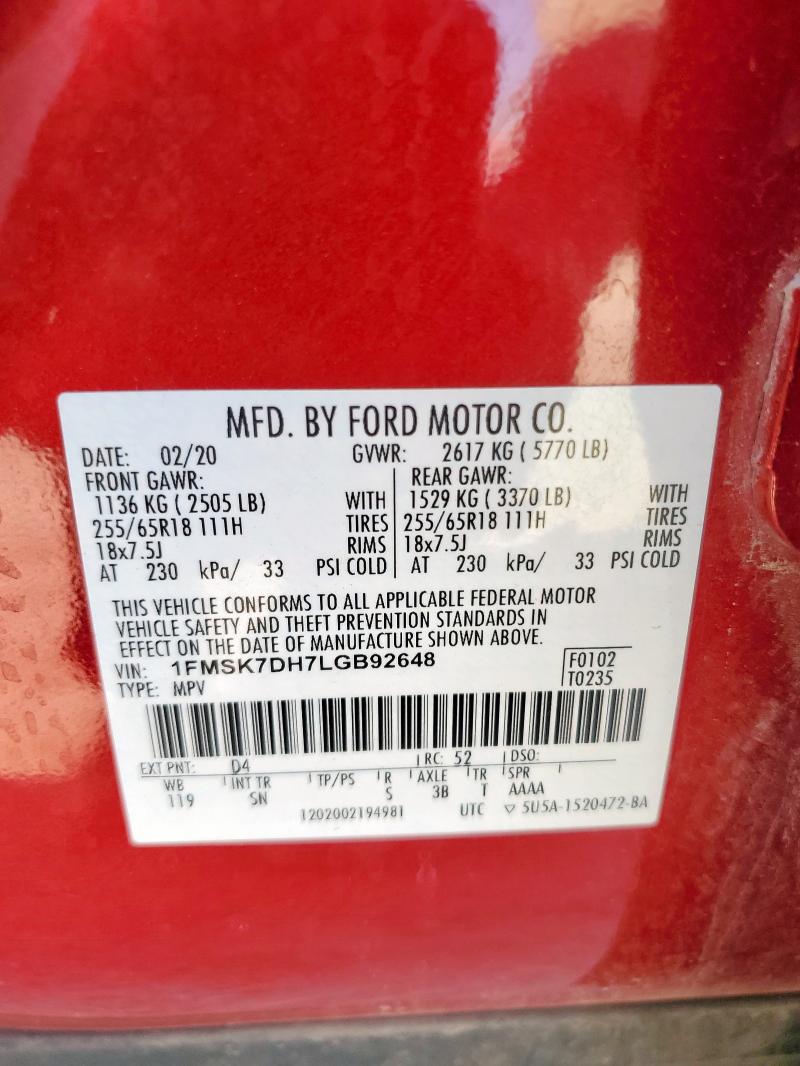 MFD. BY FORD MOTOR CO.
DATE: 02/20 GVWR: 2617 KG ( 5770 LB)
FRONT GAWR: REAR GAWR:
1136 KG ( 2505 LB) WITH 1529 KG ( 3370 LB) WITH
255/65R18 111H TIRES 255/65R18 111H TIRES
18x7.5J RIMS 18x7.5J RIMS
AT 230 kPa/ 33 PSI COLD AT 230 kPa/ 33 PSI COLD
THIS VEHICLE CONFORMS TO ALL APPLICABLE FEDERAL MOTOR
VEHICLE SAFETY AND THEFT PREVENTION STANDARDS IN
EFFECT ON THE DATE OF MANUFACTURE SHOWN ABOVE.
VIN: 1FMSK7DH7LGB92648 F0102
TYPE: MPV T0235
EXT PNT: D4 RC: 52 DSO:
WB INT TR TP/PS R AXLE TR SPR
119 SN S 3B T AAAA
1202002194981 UTC ▽ 5U5A-1520472-BA